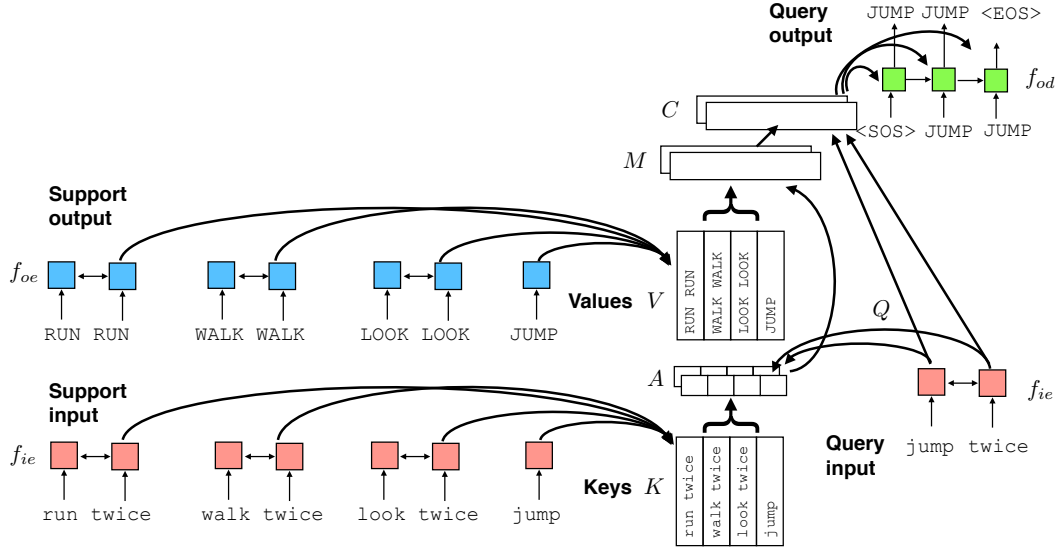 Query
output
JUMP JUMP <EOS>
f_od
C
<SOS> JUMP JUMP
M
Support
output
f_oe
RUN RUN WALK WALK LOOK LOOK JUMP
Values V
RUN RUN
WALK WALK
LOOK LOOK
JUMP
Q
A
Support
input
f_ie
run twice walk twice look twice jump
Keys K
run twice
walk twice
look twice
jump
f_ie
Query
input
jump twice